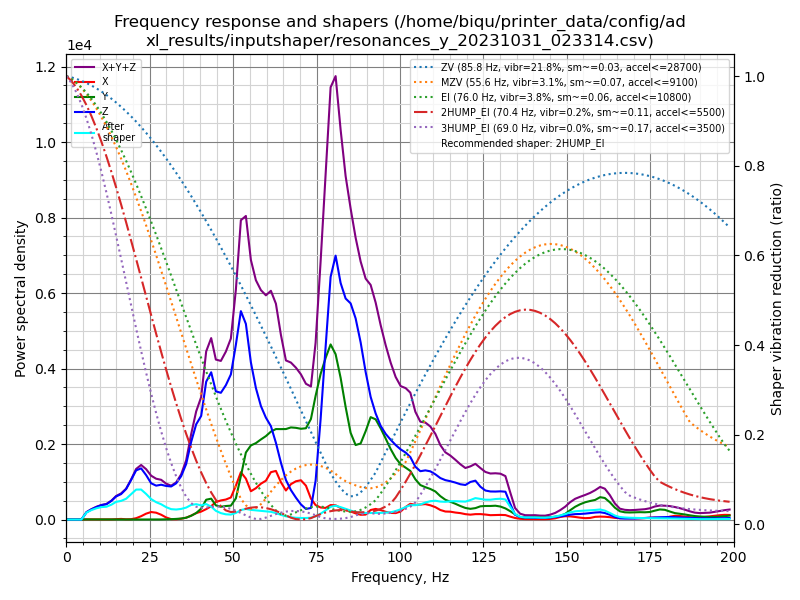 Frequency response and shapers (/home/biqu/printer_data/config/ad
xl_results/inputshaper/resonances_y_20231031_023314.csv)
1e4
X+Y+Z
X
Y
Z
After
shaper
ZV (85.8 Hz, vibr=21.8%, sm~=0.03, accel<=28700)
MZV (55.6 Hz, vibr=3.1%, sm~=0.07, accel<=9100)
EI (76.0 Hz, vibr=3.8%, sm~=0.06, accel<=10800)
2HUMP_EI (70.4 Hz, vibr=0.2%, sm~=0.11, accel<=5500)
3HUMP_EI (69.0 Hz, vibr=0.0%, sm~=0.17, accel<=3500)
Recommended shaper: 2HUMP_EI
Power spectral density
1.2
1.0
0.8
0.6
0.4
0.2
0.0
1.0
0.8
0.6
0.4
0.2
0.0
Shaper vibration reduction (ratio)
0 25 50 75 100 125 150 175 200
Frequency, Hz